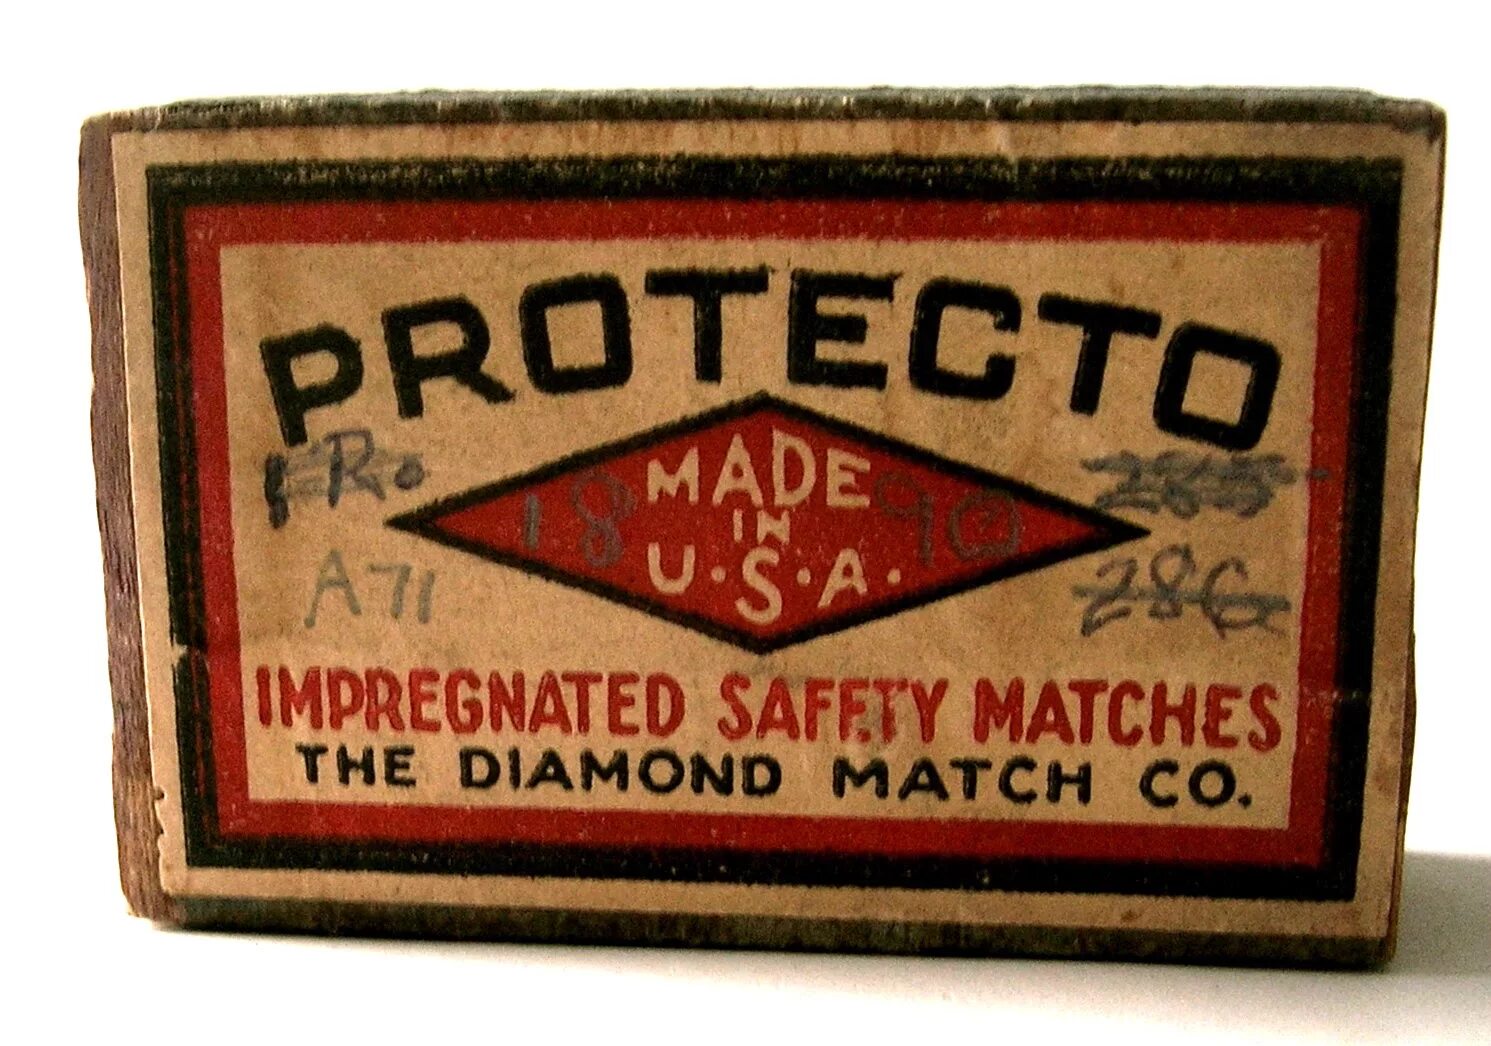 PROTECTO
MADE
IN
18 90
U.S.A.
A71
286
IMPREGNATED SAFETY MATCHES
THE DIAMOND MATCH CO.